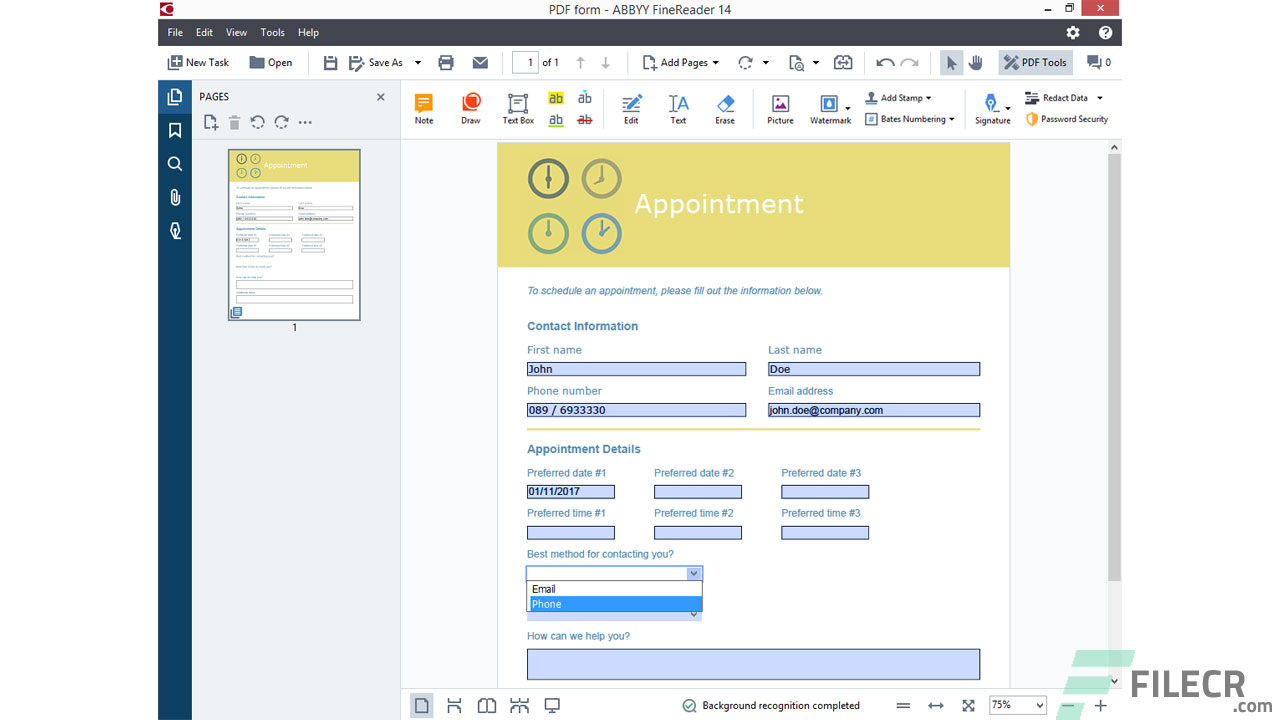 PDF form - ABBYY FineReader 14
File Edit View Tools Help
New Task Open Save As 1 of 1 Add Pages PDF Tools 0
PAGES
Note Draw Text Box ab ab ab ab Edit Text Erase Picture Watermark Add Stamp Bates Numbering Signature Redact Data Password Security
Appointment
1
Appointment
To schedule an appointment, please fill out the information below.
Contact Information
First name Last name
John Doe
Phone number Email address
089 / 6933330 john.doe@company.com
Appointment Details
Preferred date #1 Preferred date #2 Preferred date #3
01/11/2017
Preferred time #1 Preferred time #2 Preferred time #3
Best method for contacting you?
Email
Phone
How can we help you?
Background recognition completed 75%
FILECR
.com